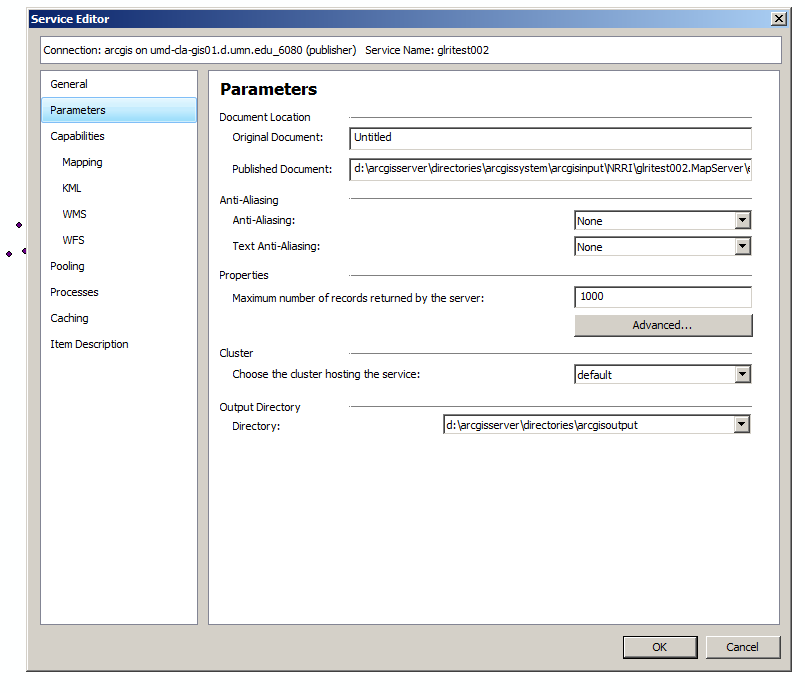 Service Editor
Connection: arcgis on umd-cla-gis01.d.umn.edu_6080 (publisher)   Service Name: glritest002
General
Parameters
Capabilities
Mapping
KML
WMS
WFS
Pooling
Processes
Caching
Item Description
Parameters
Document Location
Original Document: Untitled
Published Document: d:\arcgisserver\directories\arcgissystem\arcgisinput\NRRI\glritest002.MapServer\e
Anti-Aliasing
Anti-Aliasing: None
Text Anti-Aliasing: None
Properties
Maximum number of records returned by the server: 1000
Advanced...
Cluster
Choose the cluster hosting the service: default
Output Directory
Directory: d:\arcgisserver\directories\arcgisoutput
OK Cancel